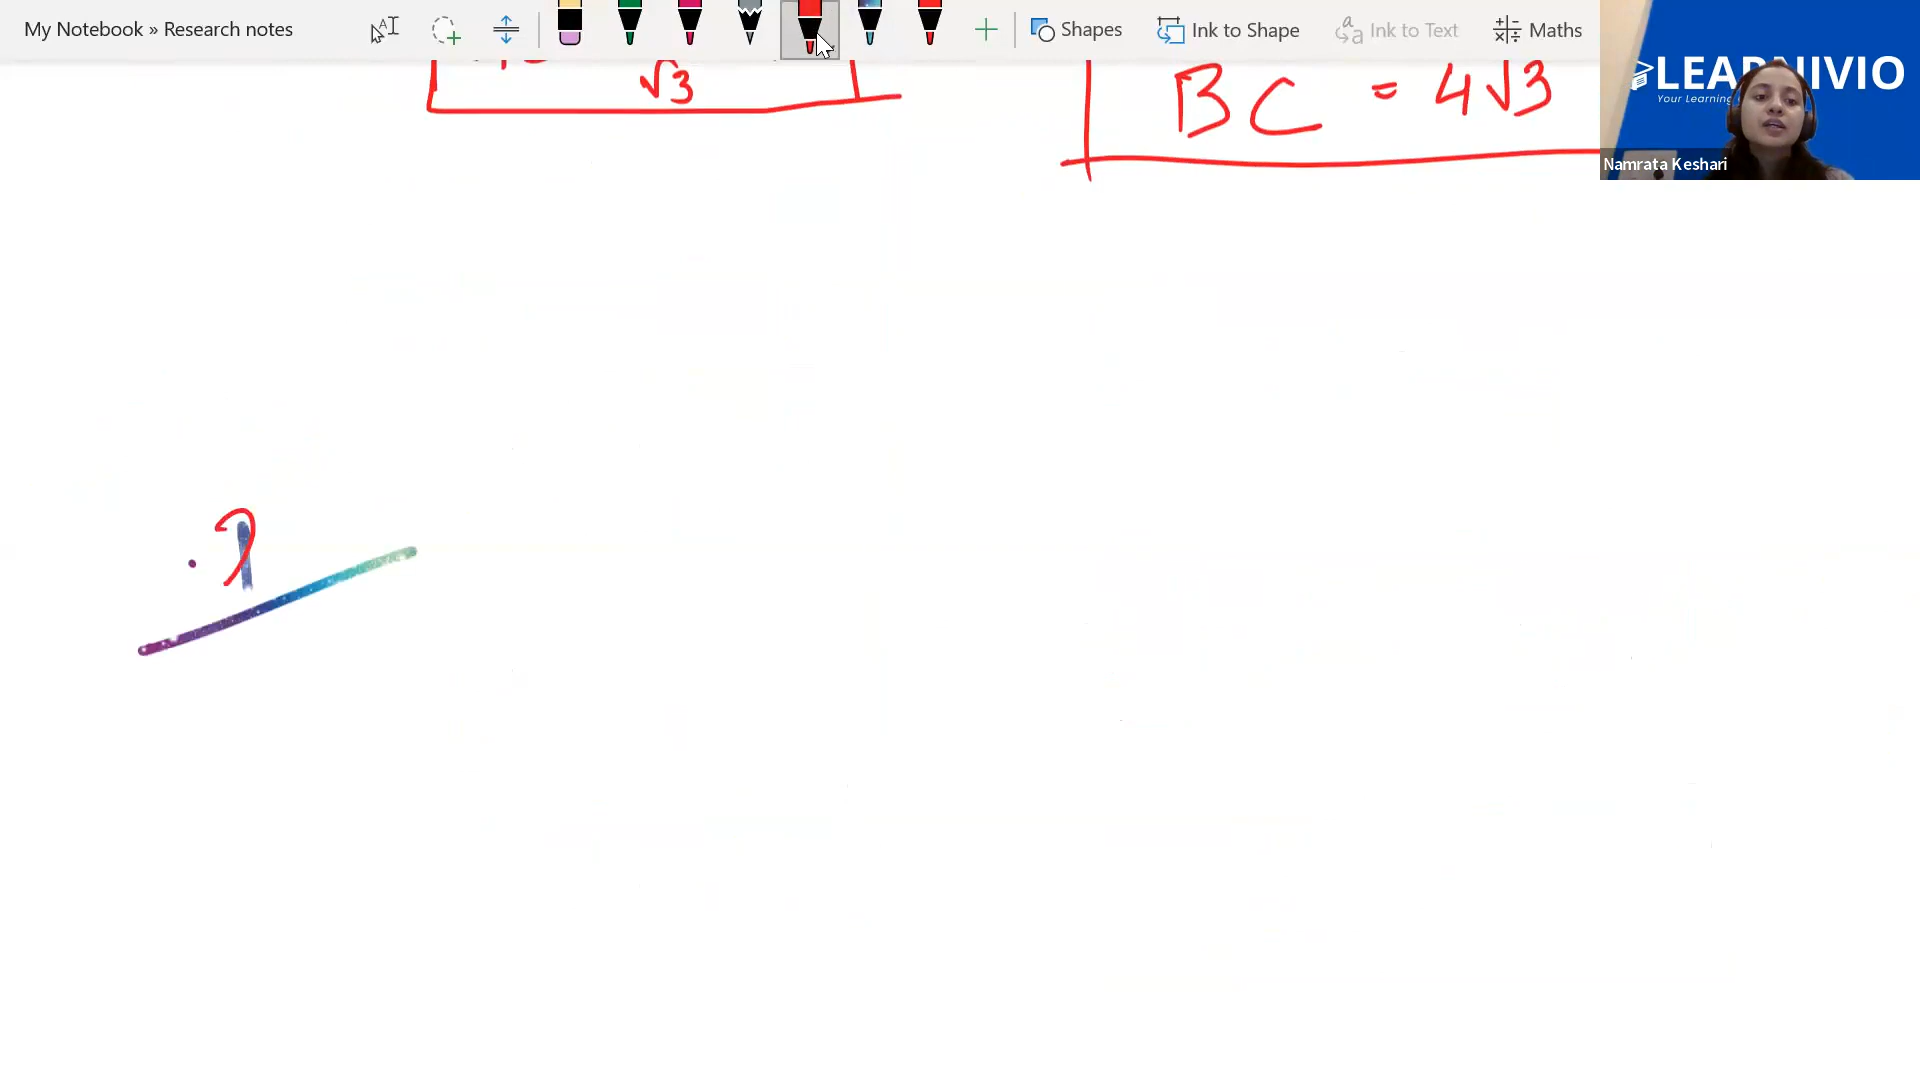 My Notebook » Research notes
Shapes
Ink to Shape
Ink to Text
Maths
LEARNIVIO
Your Learning
Namrata Keshari
√3
BC = 4√3